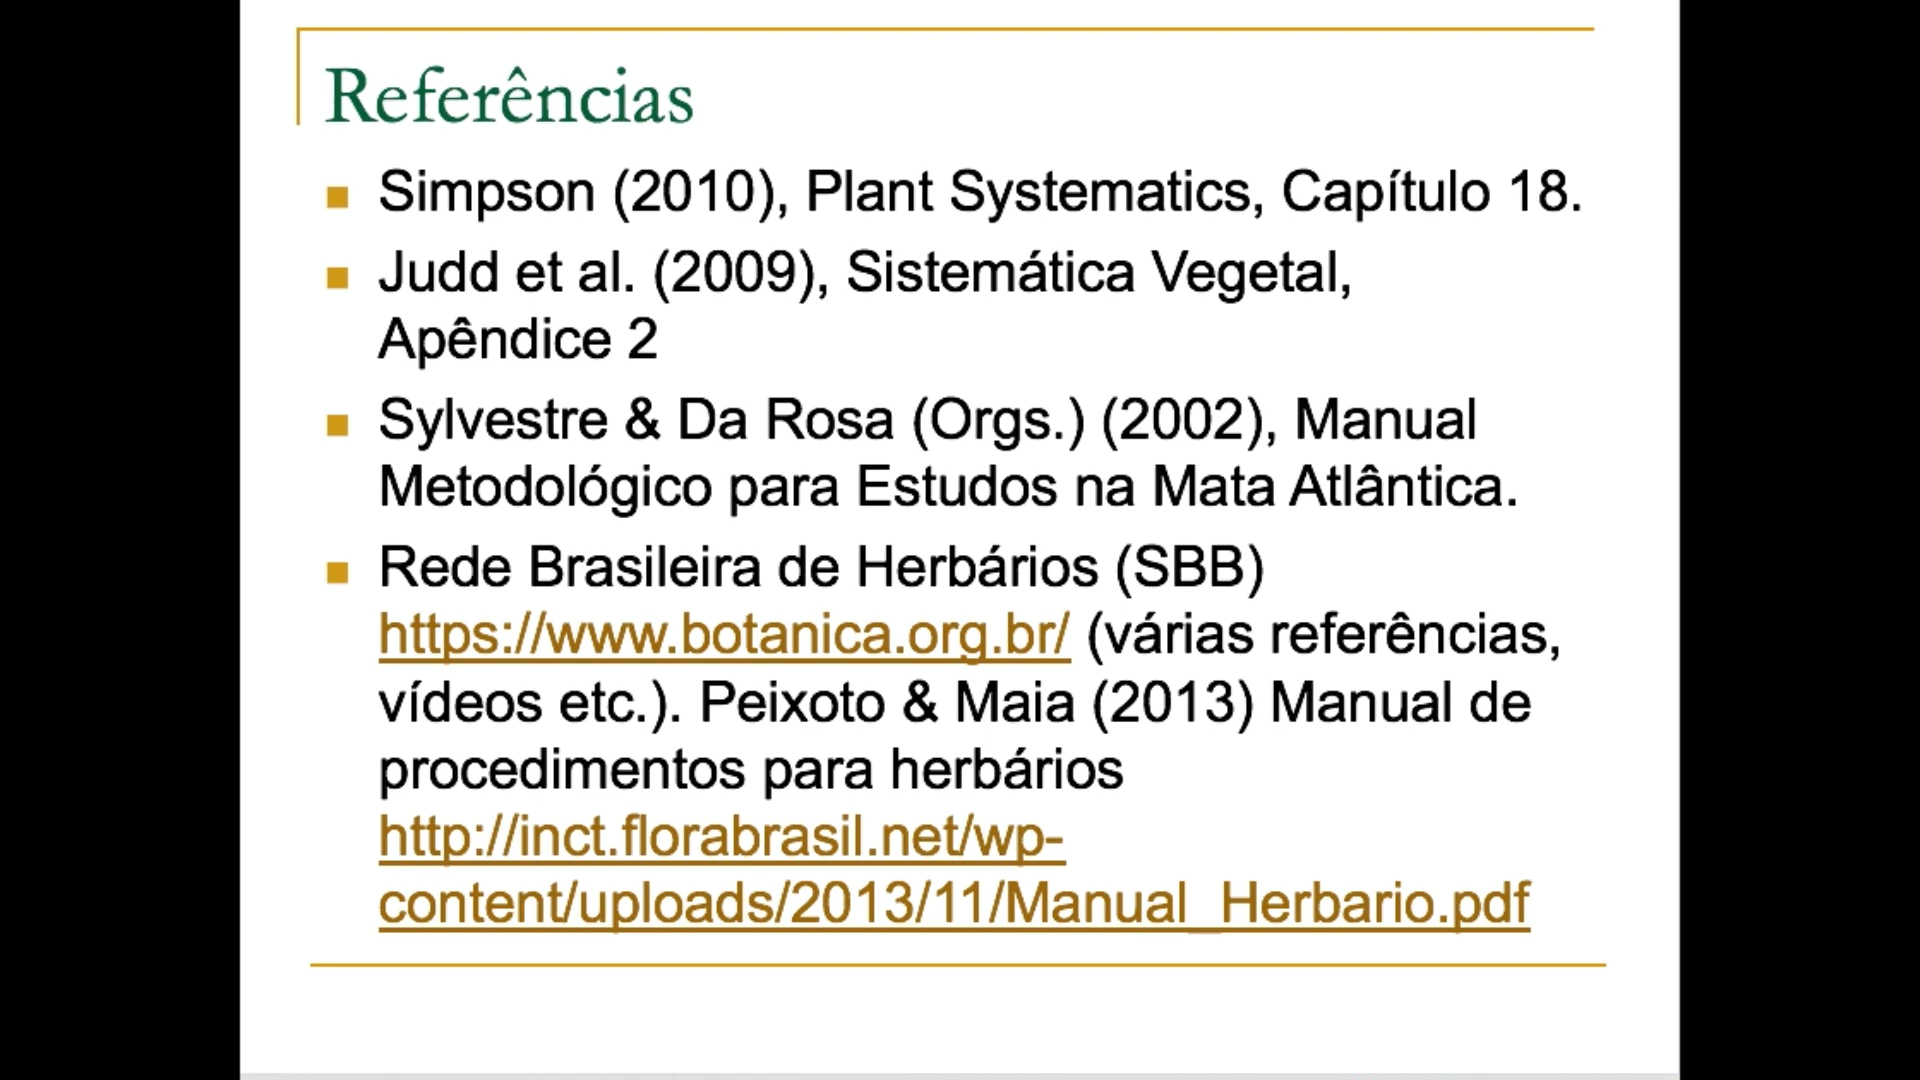 Referências
Simpson (2010), Plant Systematics, Capítulo 18.
Judd et al. (2009), Sistemática Vegetal,
Apêndice 2
Sylvestre & Da Rosa (Orgs.) (2002), Manual
Metodológico para Estudos na Mata Atlântica.
Rede Brasileira de Herbários (SBB)
https://www.botanica.org.br/ (várias referências,
vídeos etc.). Peixoto & Maia (2013) Manual de
procedimentos para herbários
http://inct.florabrasil.net/wp-
content/uploads/2013/11/Manual_Herbario.pdf